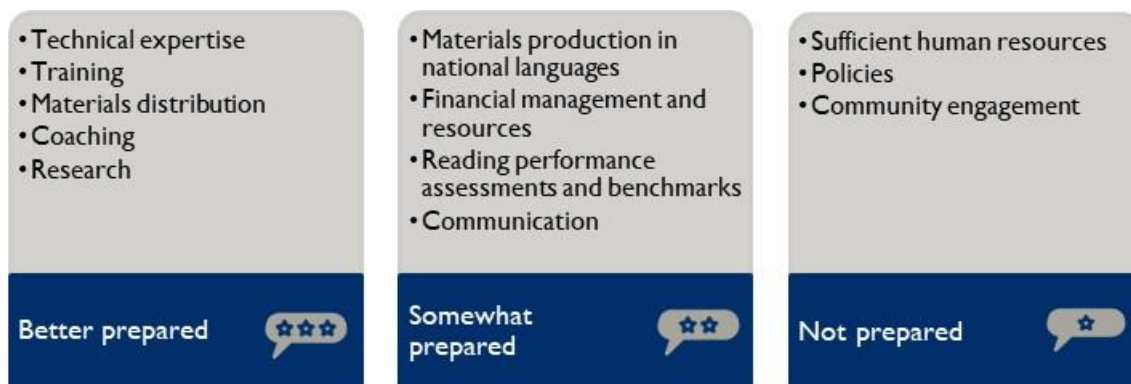 • Technical expertise
• Training
• Materials distribution
• Coaching
• Research
Better prepared
• Materials production in
national languages
• Financial management and
resources
• Reading performance
assessments and benchmarks
• Communication
Somewhat
prepared
• Sufficient human resources
• Policies
• Community engagement
Not prepared